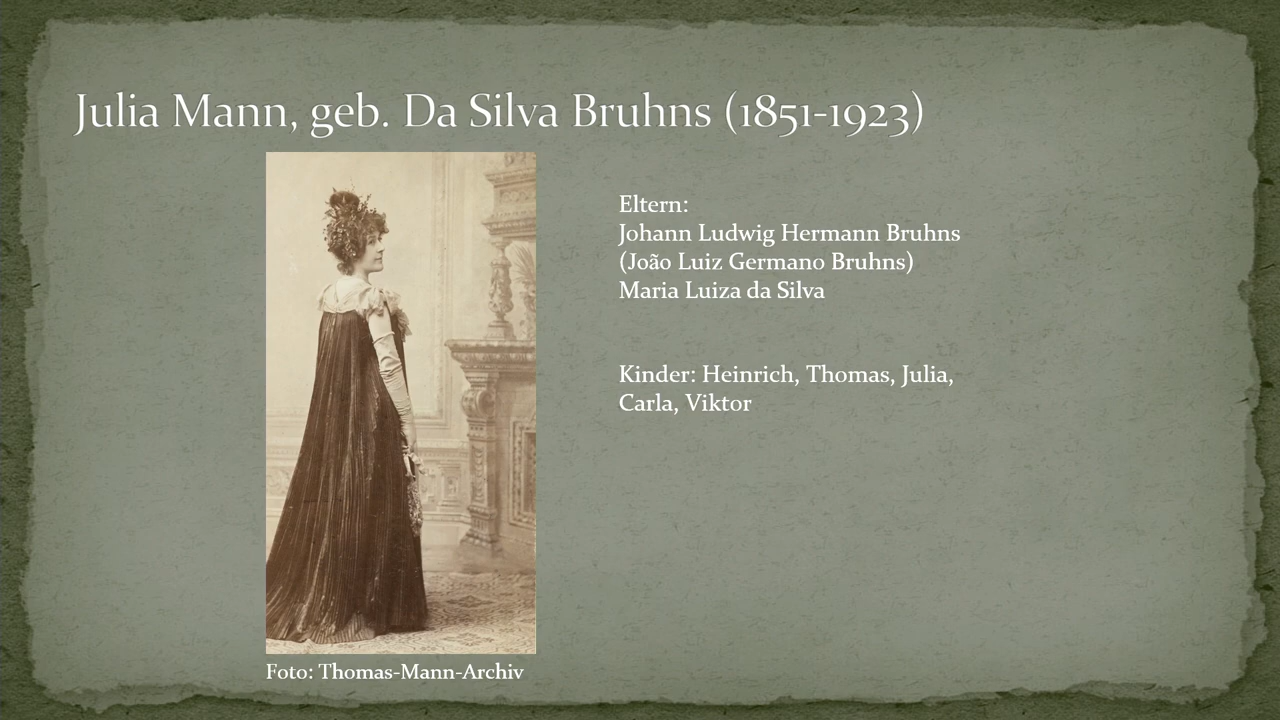 Julia Mann, geb. Da Silva Bruhns (1851-1923)
Eltern:
Johann Ludwig Hermann Bruhns
(João Luiz Germano Bruhns)
Maria Luiza da Silva
Kinder: Heinrich, Thomas, Julia,
Carla, Viktor
Foto: Thomas-Mann-Archiv